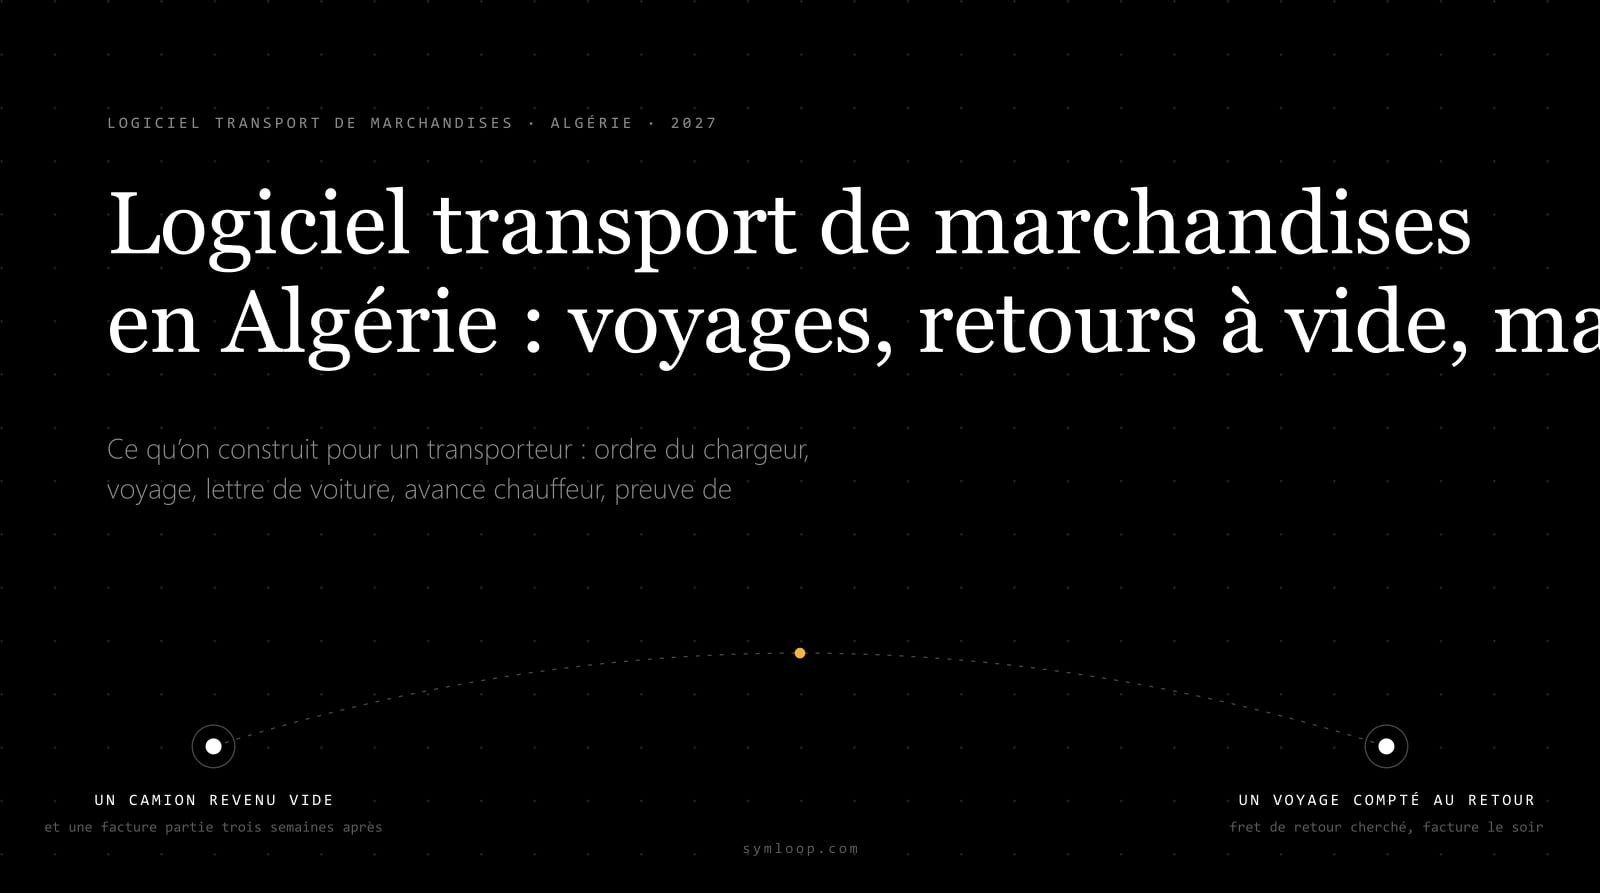 LOGICIEL TRANSPORT DE MARCHANDISES · ALGÉRIE · 2027
Logiciel transport de marchandises
en Algérie : voyages, retours à vide, ma
Ce qu’on construit pour un transporteur : ordre du chargeur,
voyage, lettre de voiture, avance chauffeur, preuve de
UN CAMION REVENU VIDE
et une facture partie trois semaines après
UN VOYAGE COMPTÉ AU RETOUR
fret de retour cherché, facture le soir
symloop.com